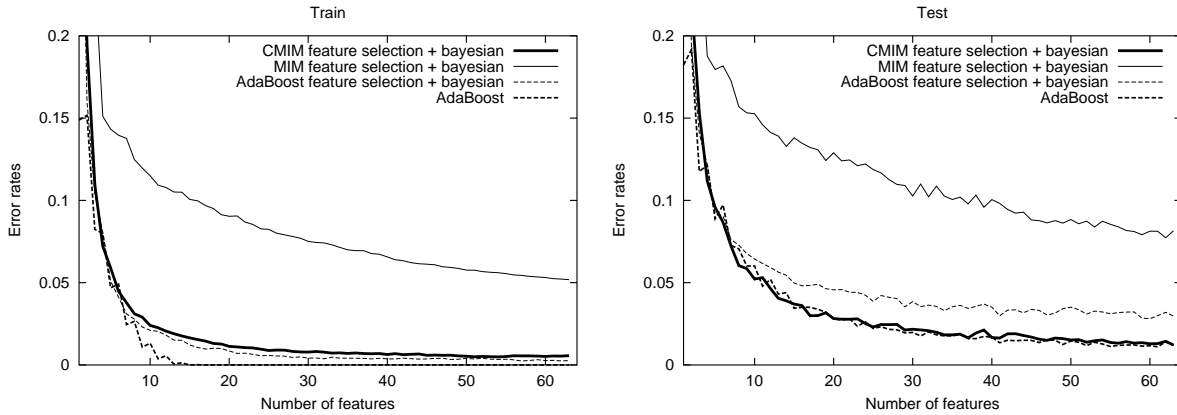 Train
Error rates
0.2
0.15
0.1
0.05
0
CMIM feature selection + bayesian
MIM feature selection + bayesian
AdaBoost feature selection + bayesian
AdaBoost
10 20 30 40 50 60
Number of features
Test
Error rates
0.2
0.15
0.1
0.05
0
CMIM feature selection + bayesian
MIM feature selection + bayesian
AdaBoost feature selection + bayesian
AdaBoost
10 20 30 40 50 60
Number of features